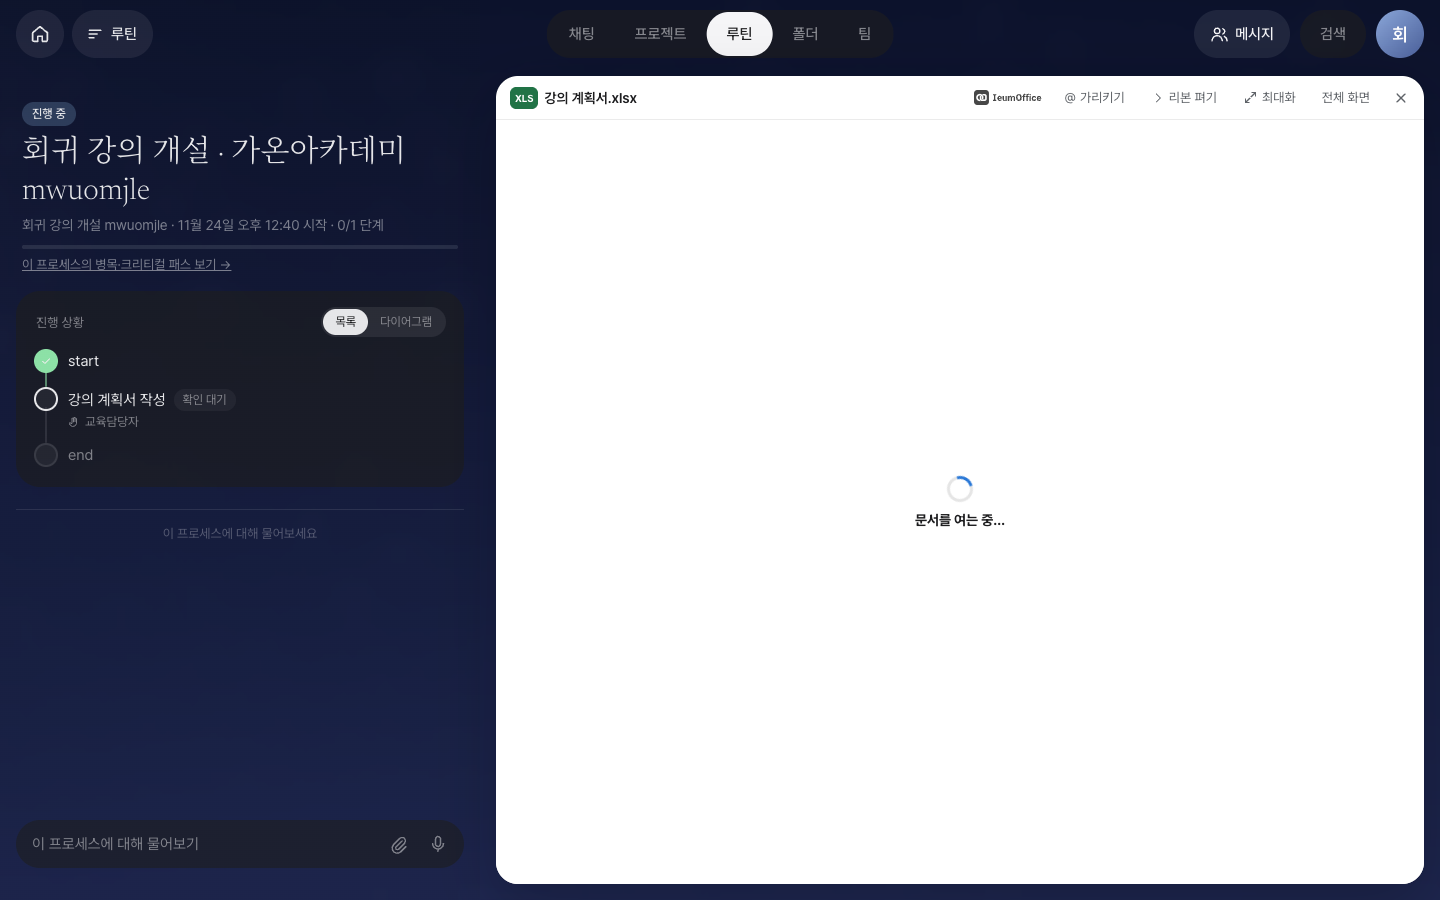 루틴
채팅 프로젝트 루틴 폴더 팀
메시지 검색 회
진행 중
회귀 강의 개설 · 가온아카데미
mwuomjle
회귀 강의 개설 mwuomjle · 11월 24일 오후 12:40 시작 · 0/1 단계
이 프로세스의 병목·크리티컬 패스 보기 →
진행 상황 목록 다이어그램
start
강의 계획서 작성 확인 대기
교육담당자
end
이 프로세스에 대해 물어보세요
이 프로세스에 대해 물어보기
XLS 강의 계획서.xlsx IeumOffice @ 가리키기 리본 펴기 최대화 전체 화면
문서를 여는 중...